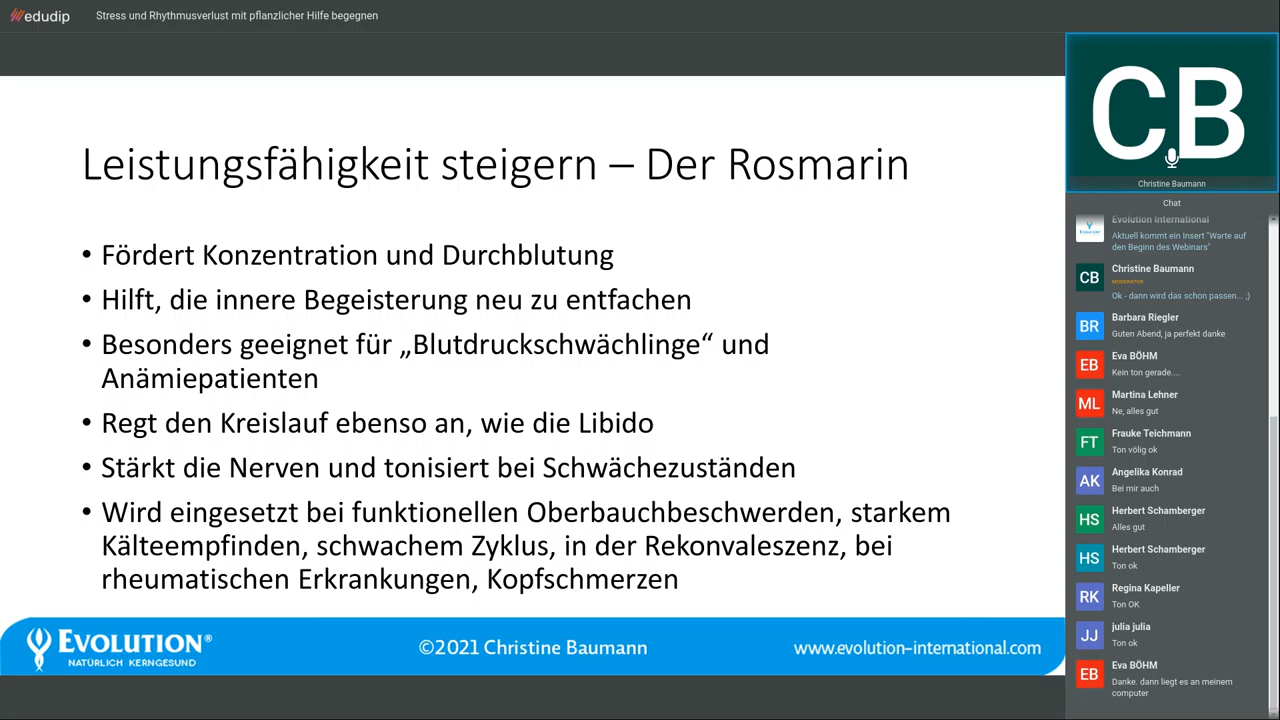 edudip
Stress und Rhythmusverlust mit pflanzlicher Hilfe begegnen
Leistungsfähigkeit steigern – Der Rosmarin
• Fördert Konzentration und Durchblutung
• Hilft, die innere Begeisterung neu zu entfachen
• Besonders geeignet für „Blutdruckschwächlinge“ und
Anämiepatienten
• Regt den Kreislauf ebenso an, wie die Libido
• Stärkt die Nerven und tonisiert bei Schwächezuständen
• Wird eingesetzt bei funktionellen Oberbauchbeschwerden, starkem
Kälteempfinden, schwachem Zyklus, in der Rekonvaleszenz, bei
rheumatischen Erkrankungen, Kopfschmerzen
EVOLUTION®
NATÜRLICH KERNGESUND
©2021 Christine Baumann
www.evolution-international.com
CB
Christine Baumann
Chat
Evolution International
Aktuell kommt ein Insert "Warte auf
den Beginn des Webinars"
CB
Christine Baumann
MODERATOR
Ok - dann wird das schon passen... ;)
BR
Barbara Riegler
Guten Abend, ja perfekt danke
EB
Eva BÖHM
Kein ton gerade....
ML
Martina Lehner
Ne, alles gut
FT
Frauke Teichmann
Ton völig ok
AK
Angelika Konrad
Bei mir auch
HS
Herbert Schamberger
Alles gut
HS
Herbert Schamberger
Ton ok
RK
Regina Kapeller
Ton OK
JJ
julia julia
Ton ok
EB
Eva BÖHM
Danke. dann liegt es an meinem
computer